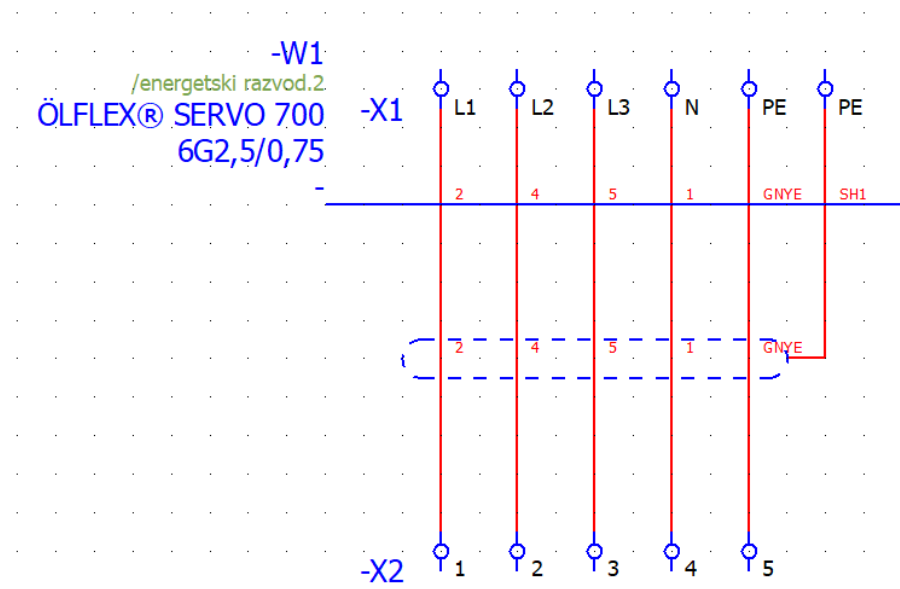 -W1
/energetski razvod.2
ÖLFLEX® SERVO 700
6G2,5/0,75
-
-X1 L1 L2 L3 N PE PE
2 4 5 1 GNYE SH1
2 4 5 1 GNYE
-X2 1 2 3 4 5